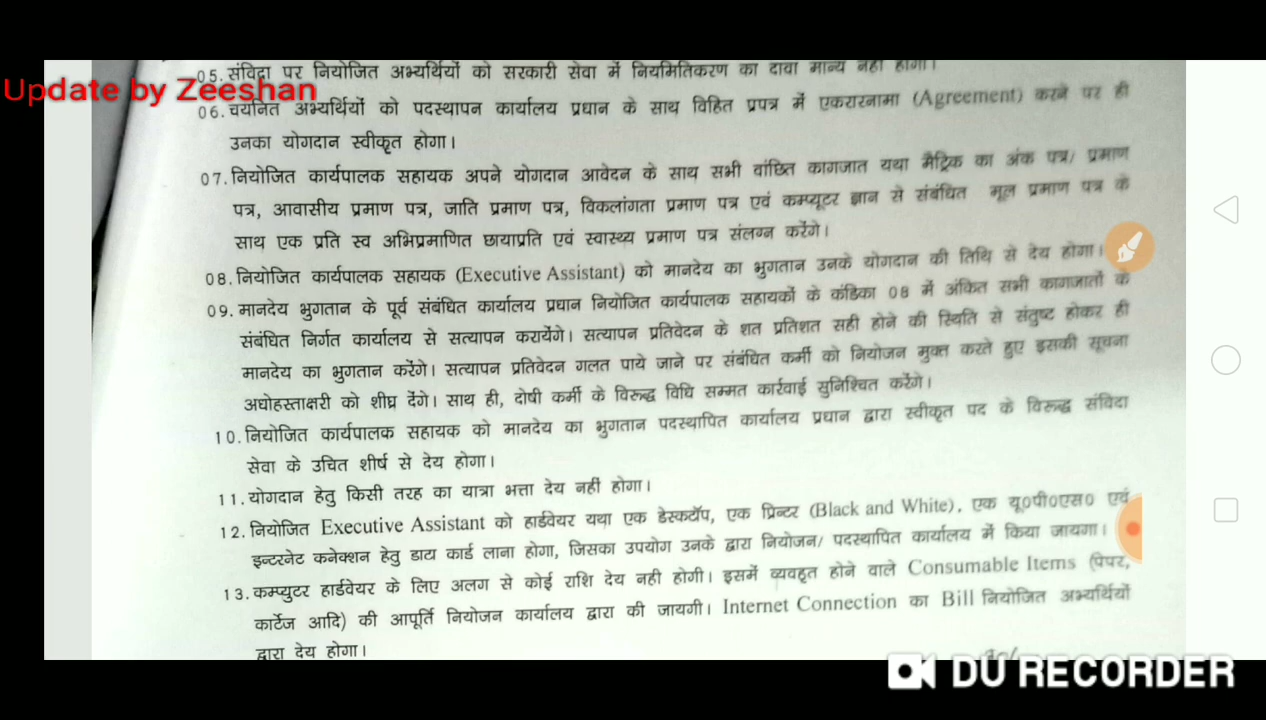 05. संविदा पर नियोजित अभ्यर्थियों को सरकारी सेवा में नियमितिकरण का दावा मान्य नहीं होगा।
Update by Zeeshan
06. चयनित अभ्यर्थियों को पदस्थापन कार्यालय प्रधान के साथ विहित प्रपत्र में एकरारनामा (Agreement) करने पर ही
उनका योगदान स्वीकृत होगा।
07. नियोजित कार्यपालक सहायक अपने योगदान आवेदन के साथ सभी वांछित कागजात यथा मैट्रिक का अंक पत्र/ प्रमाण
पत्र, आवासीय प्रमाण पत्र, जाति प्रमाण पत्र, विकलांगता प्रमाण पत्र एवं कम्प्यूटर ज्ञान से संबंधित मूल प्रमाण पत्र के
साथ एक प्रति स्व अभिप्रमाणित छायाप्रति एवं स्वास्थ्य प्रमाण पत्र संलग्न करेंगे।
08. नियोजित कार्यपालक सहायक (Executive Assistant) को मानदेय का भुगतान उनके योगदान की तिथि से देय होगा।
09. मानदेय भुगतान के पूर्व संबंधित कार्यालय प्रधान नियोजित कार्यपालक सहायकों के कंडिका 08 में अंकित सभी कागजातों के
संबंधित निर्गत कार्यालय से सत्यापन करायेंगे। सत्यापन प्रतिवेदन के शत प्रतिशत सही होने की स्थिति से संतुष्ट होकर ही
मानदेय का भुगतान करेंगे। सत्यापन प्रतिवेदन गलत पाये जाने पर संबंधित कर्मी को नियोजन मुक्त करते हुए इसकी सूचना
अधोहस्ताक्षरी को शीघ्र देंगे। साथ ही, दोषी कर्मी के विरूद्ध विधि सम्मत कार्रवाई सुनिश्चित करेंगे।
10. नियोजित कार्यपालक सहायक को मानदेय का भुगतान पदस्थापित कार्यालय प्रधान द्वारा स्वीकृत पद के विरूद्ध संविदा
सेवा के उचित शीर्ष से देय होगा।
11. योगदान हेतु किसी तरह का यात्रा भत्ता देय नहीं होगा।
12. नियोजित Executive Assistant को हार्डवेयर यथा एक डेस्कटॉप, एक प्रिन्टर (Black and White), एक यू0पी0एस0 एवं
इन्टरनेट कनेक्शन हेतु डाटा कार्ड लाना होगा, जिसका उपयोग उनके द्वारा नियोजन/ पदस्थापित कार्यालय में किया जायगा।
13. कम्प्युटर हार्डवेयर के लिए अलग से कोई राशि देय नही होगी। इसमें व्यवहृत होने वाले Consumable Items (पेपर,
कार्टेज आदि) की आपूर्ति नियोजन कार्यालय द्वारा की जायगी। Internet Connection का Bill नियोजित अभ्यर्थियों
द्वारा देय होगा।
DU RECORDER